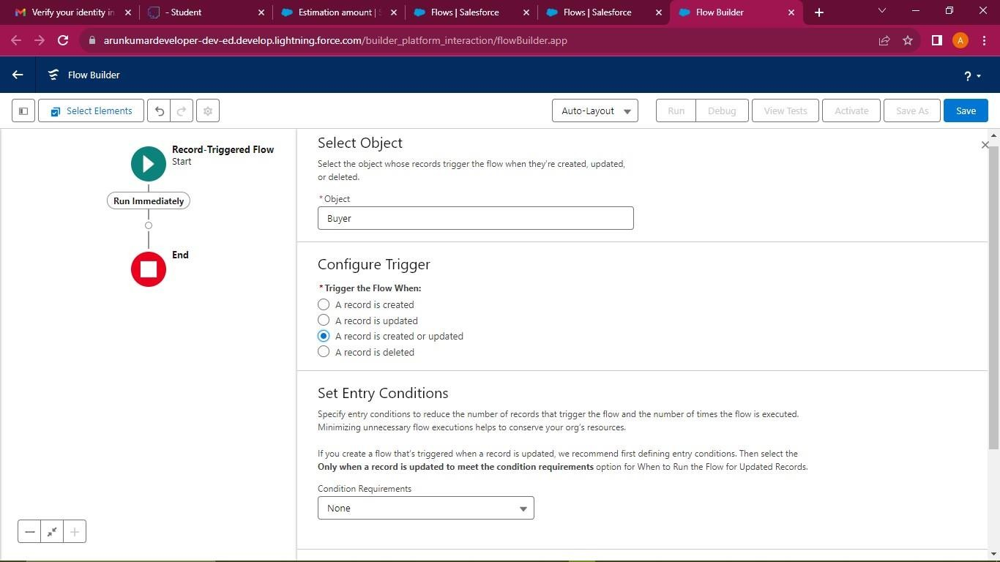 Verify your identity in
- Student
Estimation amount | S
Flows | Salesforce
Flows | Salesforce
Flow Builder
arunkumardeveloper-dev-ed.develop.lightning.force.com/builder_platform_interaction/flowBuilder.app
A
Flow Builder
?
Select Elements
Auto-Layout
Run
Debug
View Tests
Activate
Save As
Save
Record-Triggered Flow
Start
Run Immediately
End
Select Object
Select the object whose records trigger the flow when they're created, updated,
or deleted.
* Object
Buyer
Configure Trigger
* Trigger the Flow When:
A record is created
A record is updated
A record is created or updated
A record is deleted
Set Entry Conditions
Specify entry conditions to reduce the number of records that trigger the flow and the number of times the flow is executed.
Minimizing unnecessary flow executions helps to conserve your org's resources.
If you create a flow that's triggered when a record is updated, we recommend first defining entry conditions. Then select the
Only when a record is updated to meet the condition requirements option for When to Run the Flow for Updated Records.
Condition Requirements
None